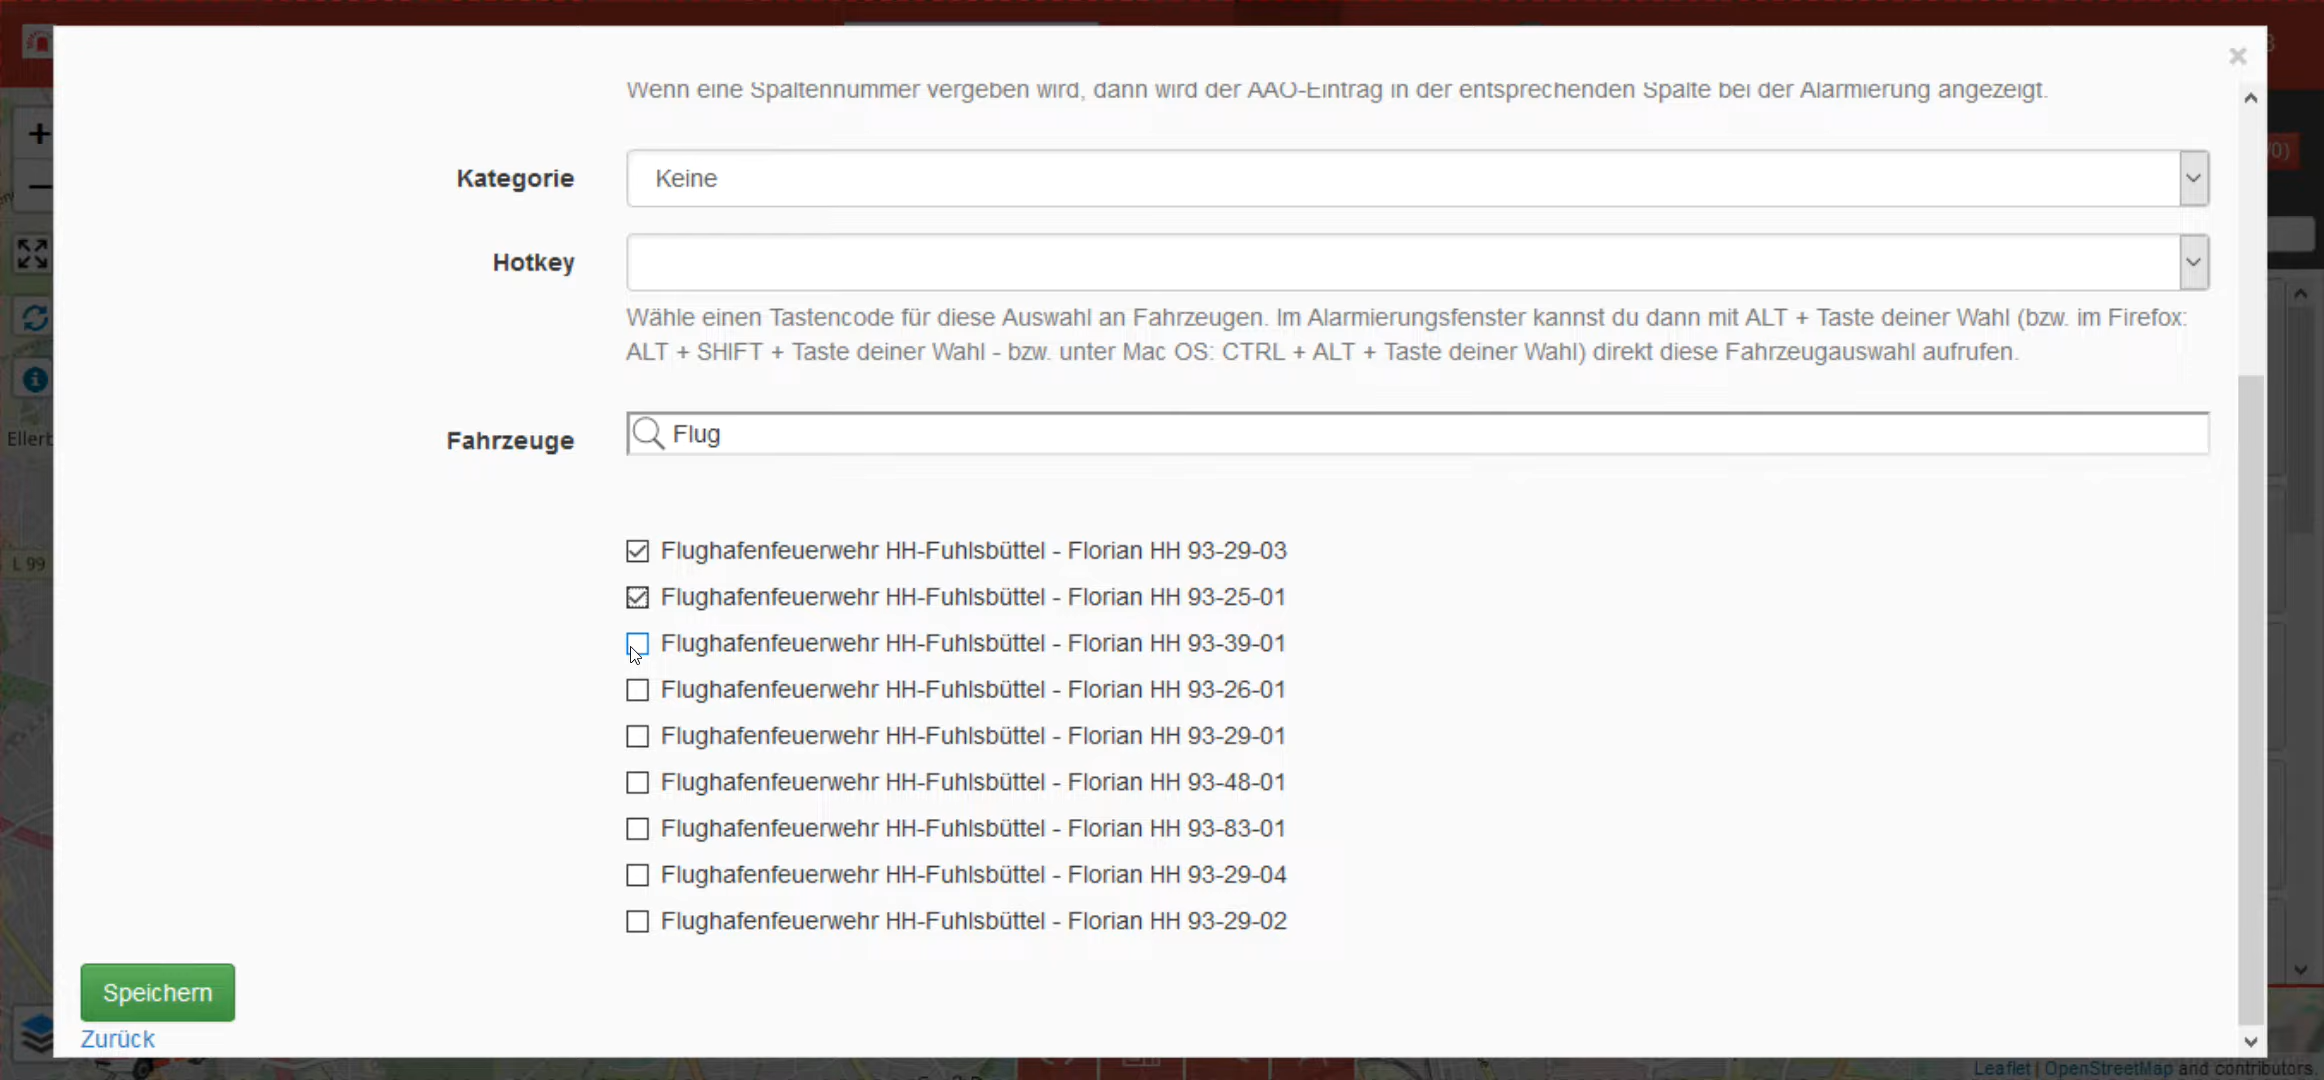 Wenn eine Spaltennummer vergeben wird, dann wird der AAO-Eintrag in der entsprechenden Spalte bei der Alarmierung angezeigt.
Kategorie
Keine
Hotkey
Wähle einen Tastencode für diese Auswahl an Fahrzeugen. Im Alarmierungsfenster kannst du dann mit ALT + Taste deiner Wahl (bzw. im Firefox:
ALT + SHIFT + Taste deiner Wahl - bzw. unter Mac OS: CTRL + ALT + Taste deiner Wahl) direkt diese Fahrzeugauswahl aufrufen.
Fahrzeuge
Flug
Flughafenfeuerwehr HH-Fuhlsbüttel - Florian HH 93-29-03
Flughafenfeuerwehr HH-Fuhlsbüttel - Florian HH 93-25-01
Flughafenfeuerwehr HH-Fuhlsbüttel - Florian HH 93-39-01
Flughafenfeuerwehr HH-Fuhlsbüttel - Florian HH 93-26-01
Flughafenfeuerwehr HH-Fuhlsbüttel - Florian HH 93-29-01
Flughafenfeuerwehr HH-Fuhlsbüttel - Florian HH 93-48-01
Flughafenfeuerwehr HH-Fuhlsbüttel - Florian HH 93-83-01
Flughafenfeuerwehr HH-Fuhlsbüttel - Florian HH 93-29-04
Flughafenfeuerwehr HH-Fuhlsbüttel - Florian HH 93-29-02
Speichern
Zurück
Ellert
L 99
/0)
Leaflet | OpenStreetMap and contributors